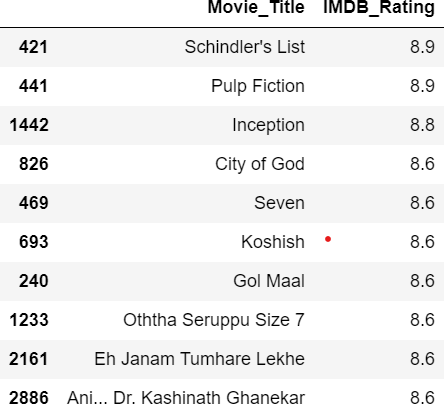 Movie_Title IMDB_Rating
421 Schindler's List 8.9
441 Pulp Fiction 8.9
1442 Inception 8.8
826 City of God 8.6
469 Seven 8.6
693 Koshish 8.6
240 Gol Maal 8.6
1233 Oththa Seruppu Size 7 8.6
2161 Eh Janam Tumhare Lekhe 8.6
2886 Ani... Dr. Kashinath Ghanekar 8.6